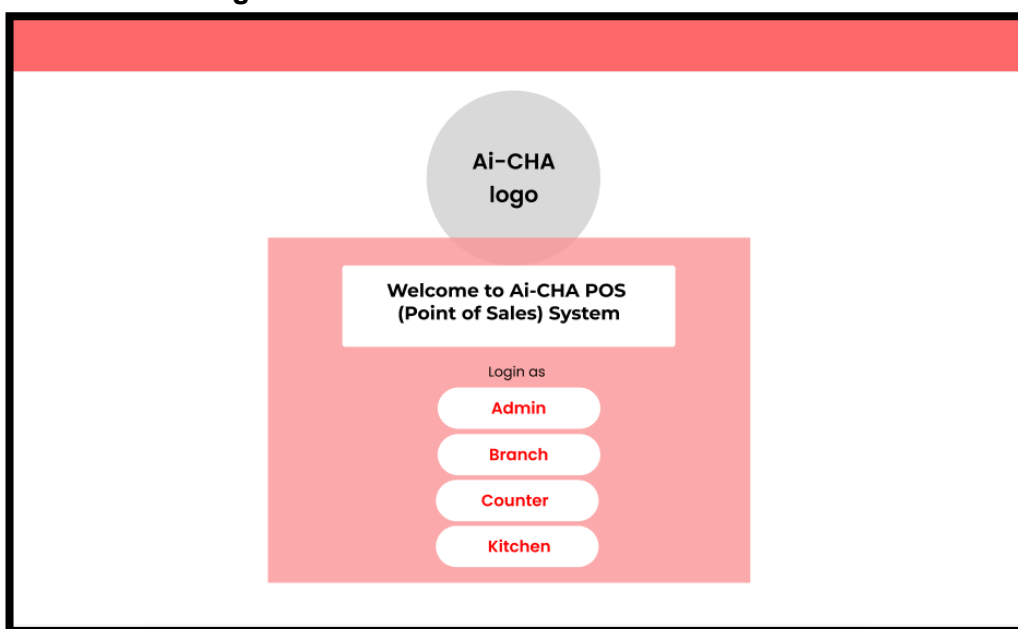 Ai-CHA
logo
Welcome to Ai-CHA POS
(Point of Sales) System
Login as
Admin
Branch
Counter
Kitchen